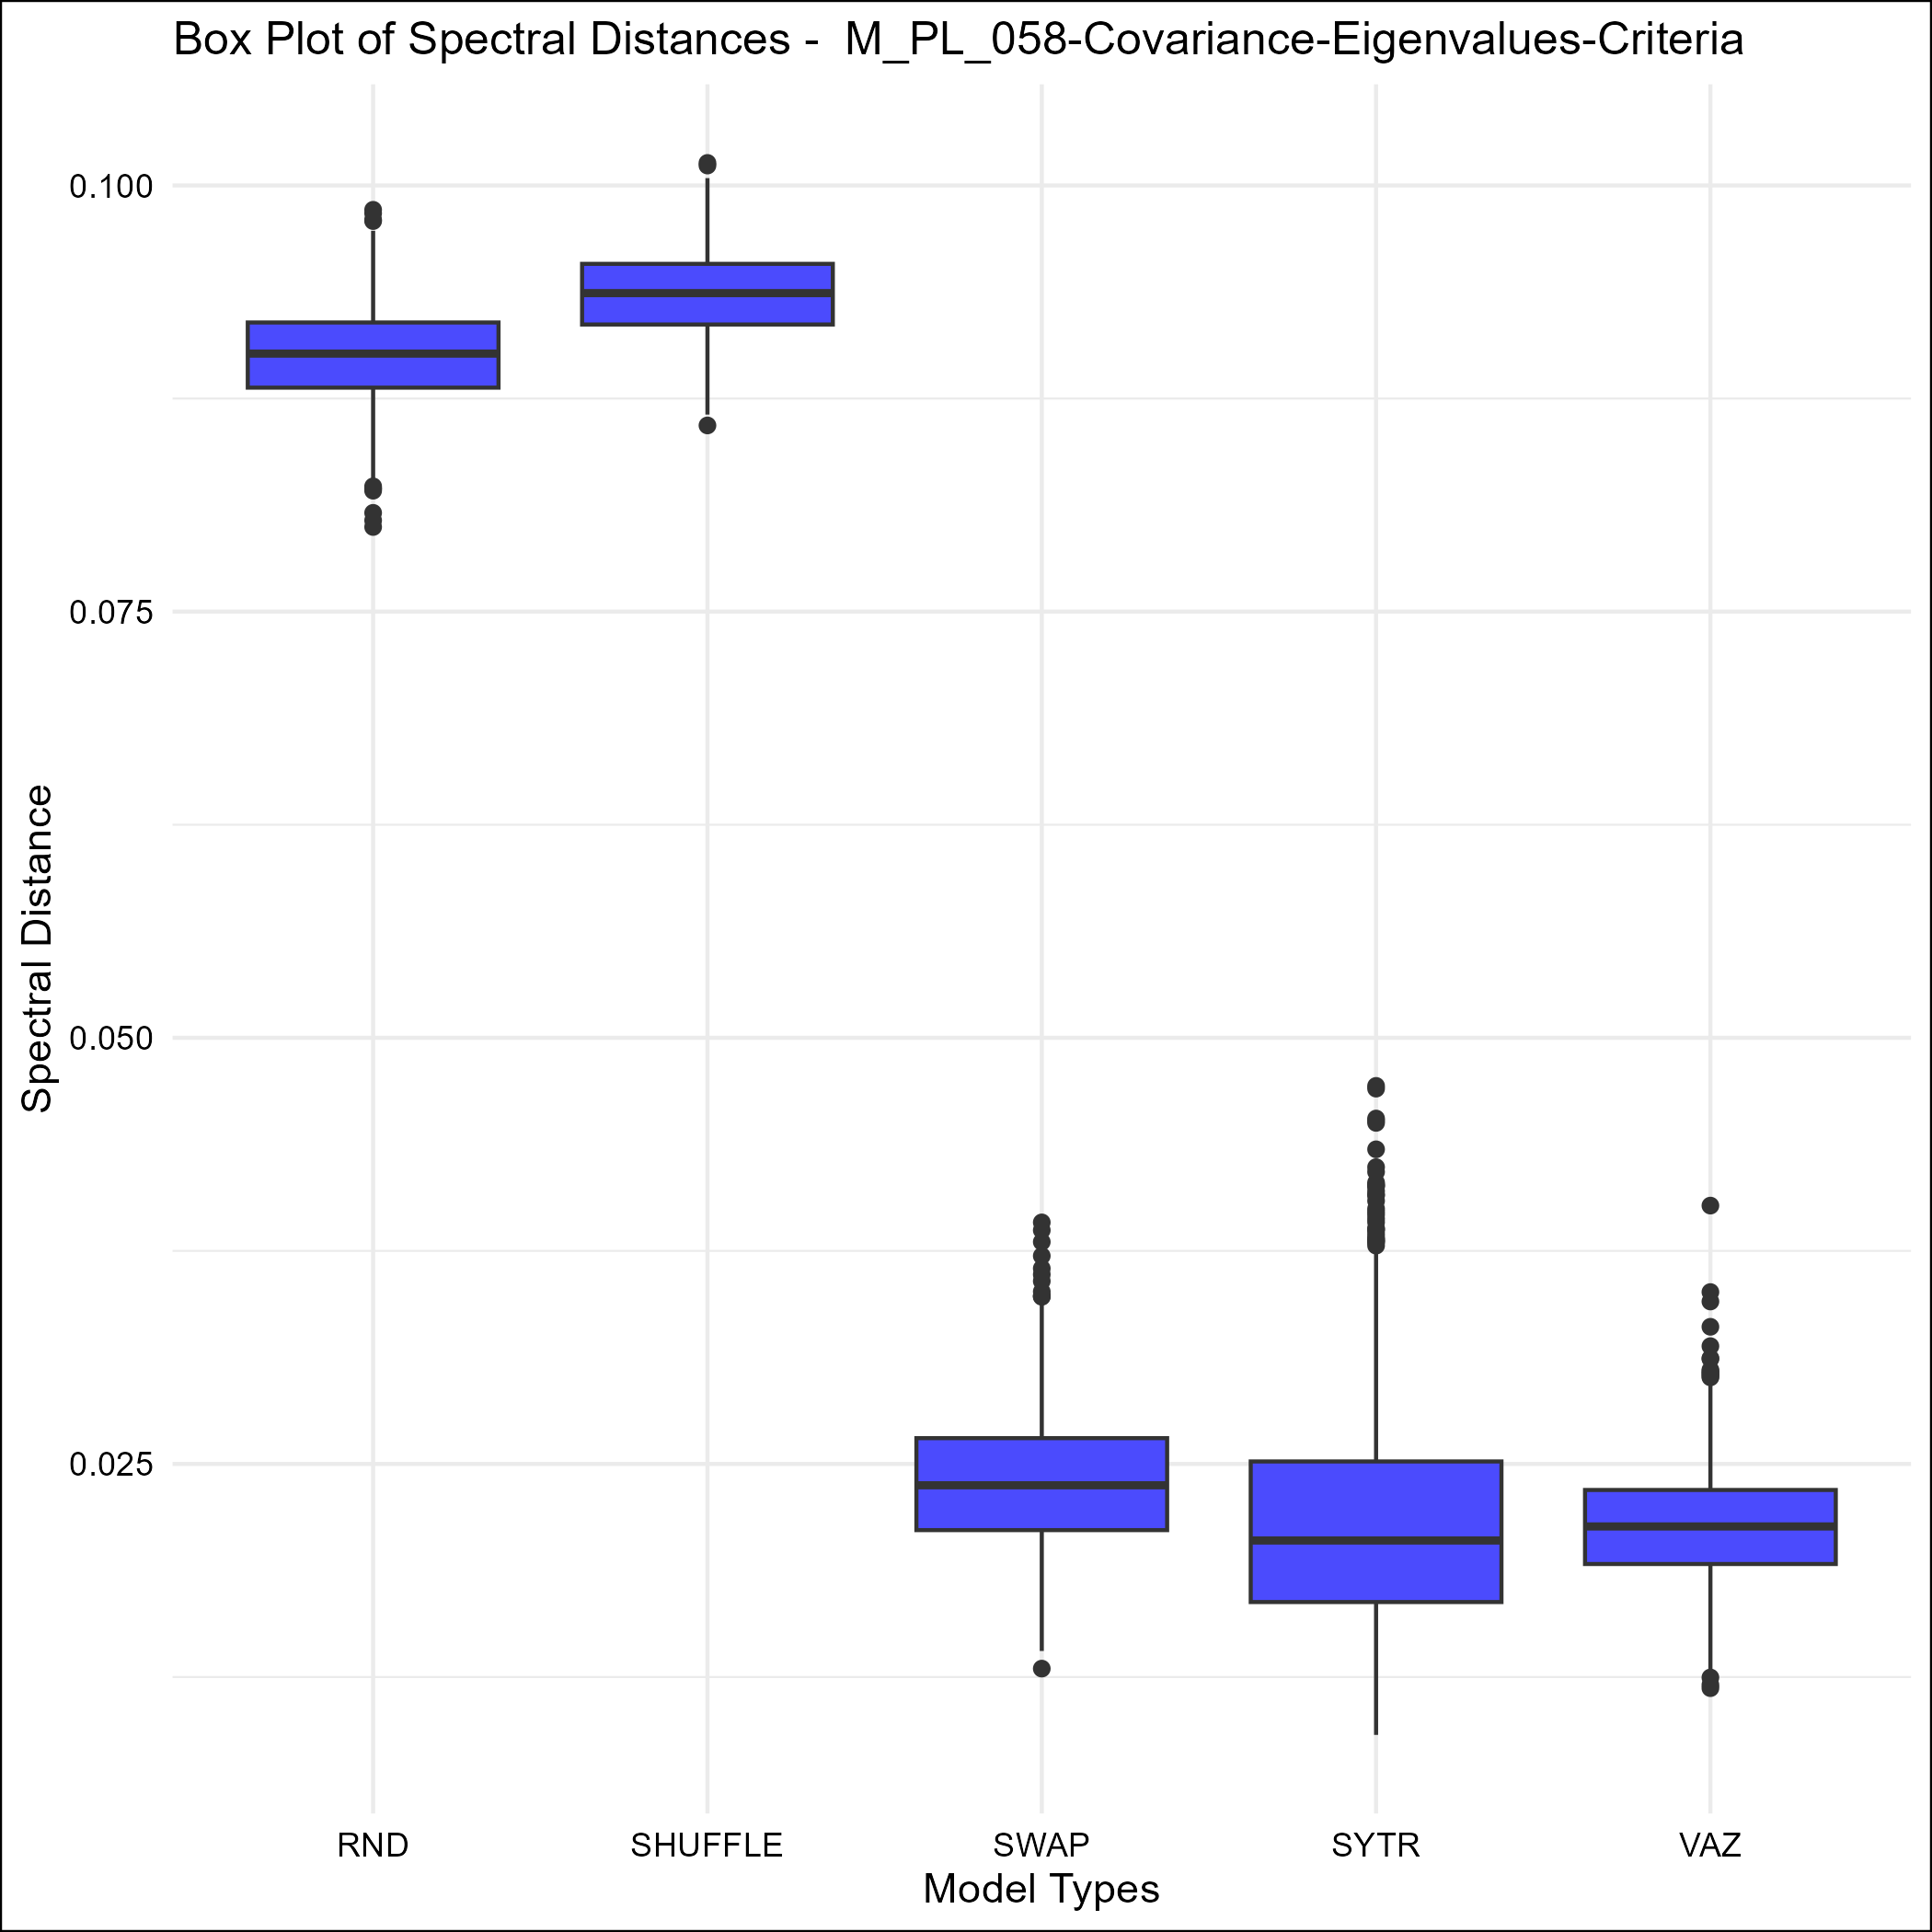 Box Plot of Spectral Distances -  M_PL_058-Covariance-Eigenvalues-Criteria
0.100
0.075
0.050
0.025
Spectral Distance
RND
SHUFFLE
SWAP
SYTR
VAZ
Model Types